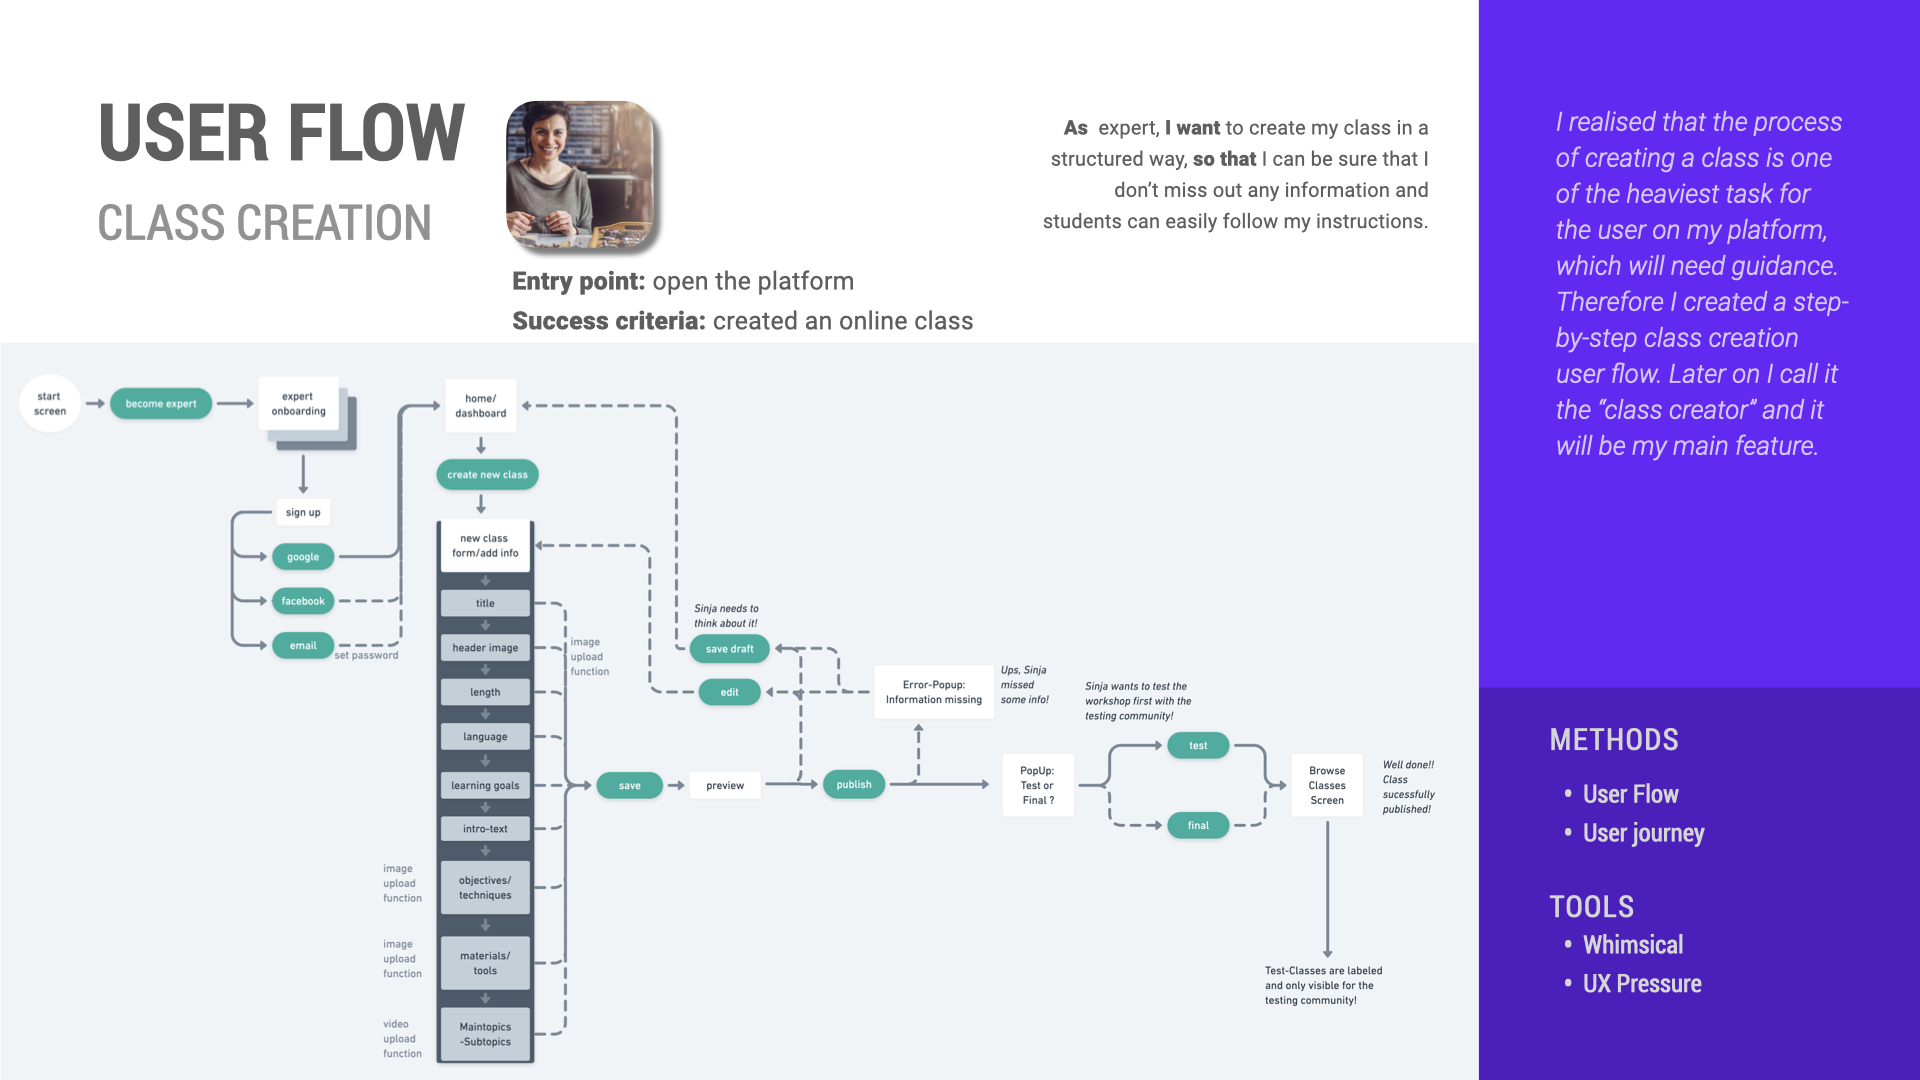 USER FLOW
CLASS CREATION
Entry point: open the platform
Success criteria: created an online class
As expert, I want to create my class in a
structured way, so that I can be sure that I
don’t miss out any information and
students can easily follow my instructions.
start
screen
become expert
expert
onboarding
sign up
google
facebook
email
set password
home/
dashboard
create new class
new class
form/add info
title
header image
image
upload
function
length
language
learning goals
intro-text
objectives/
techniques
image
upload
function
materials/
tools
image
upload
function
Maintopics
-Subtopics
video
upload
function
save
preview
Sinja needs to
think about it!
save draft
edit
publish
Error-Popup:
Information missing
Ups, Sinja
missed
some info!
PopUp:
Test or
Final ?
Sinja wants to test the
workshop first with the
testing community!
test
final
Browse
Classes
Screen
Well done!!
Class
sucessfully
published!
Test-Classes are labeled
and only visible for the
testing community!
I realised that the process
of creating a class is one
of the heaviest task for
the user on my platform,
which will need guidance.
Therefore I created a step-
by-step class creation
user flow. Later on I call it
the “class creator” and it
will be my main feature.
METHODS
• User Flow
• User journey
TOOLS
• Whimsical
• UX Pressure